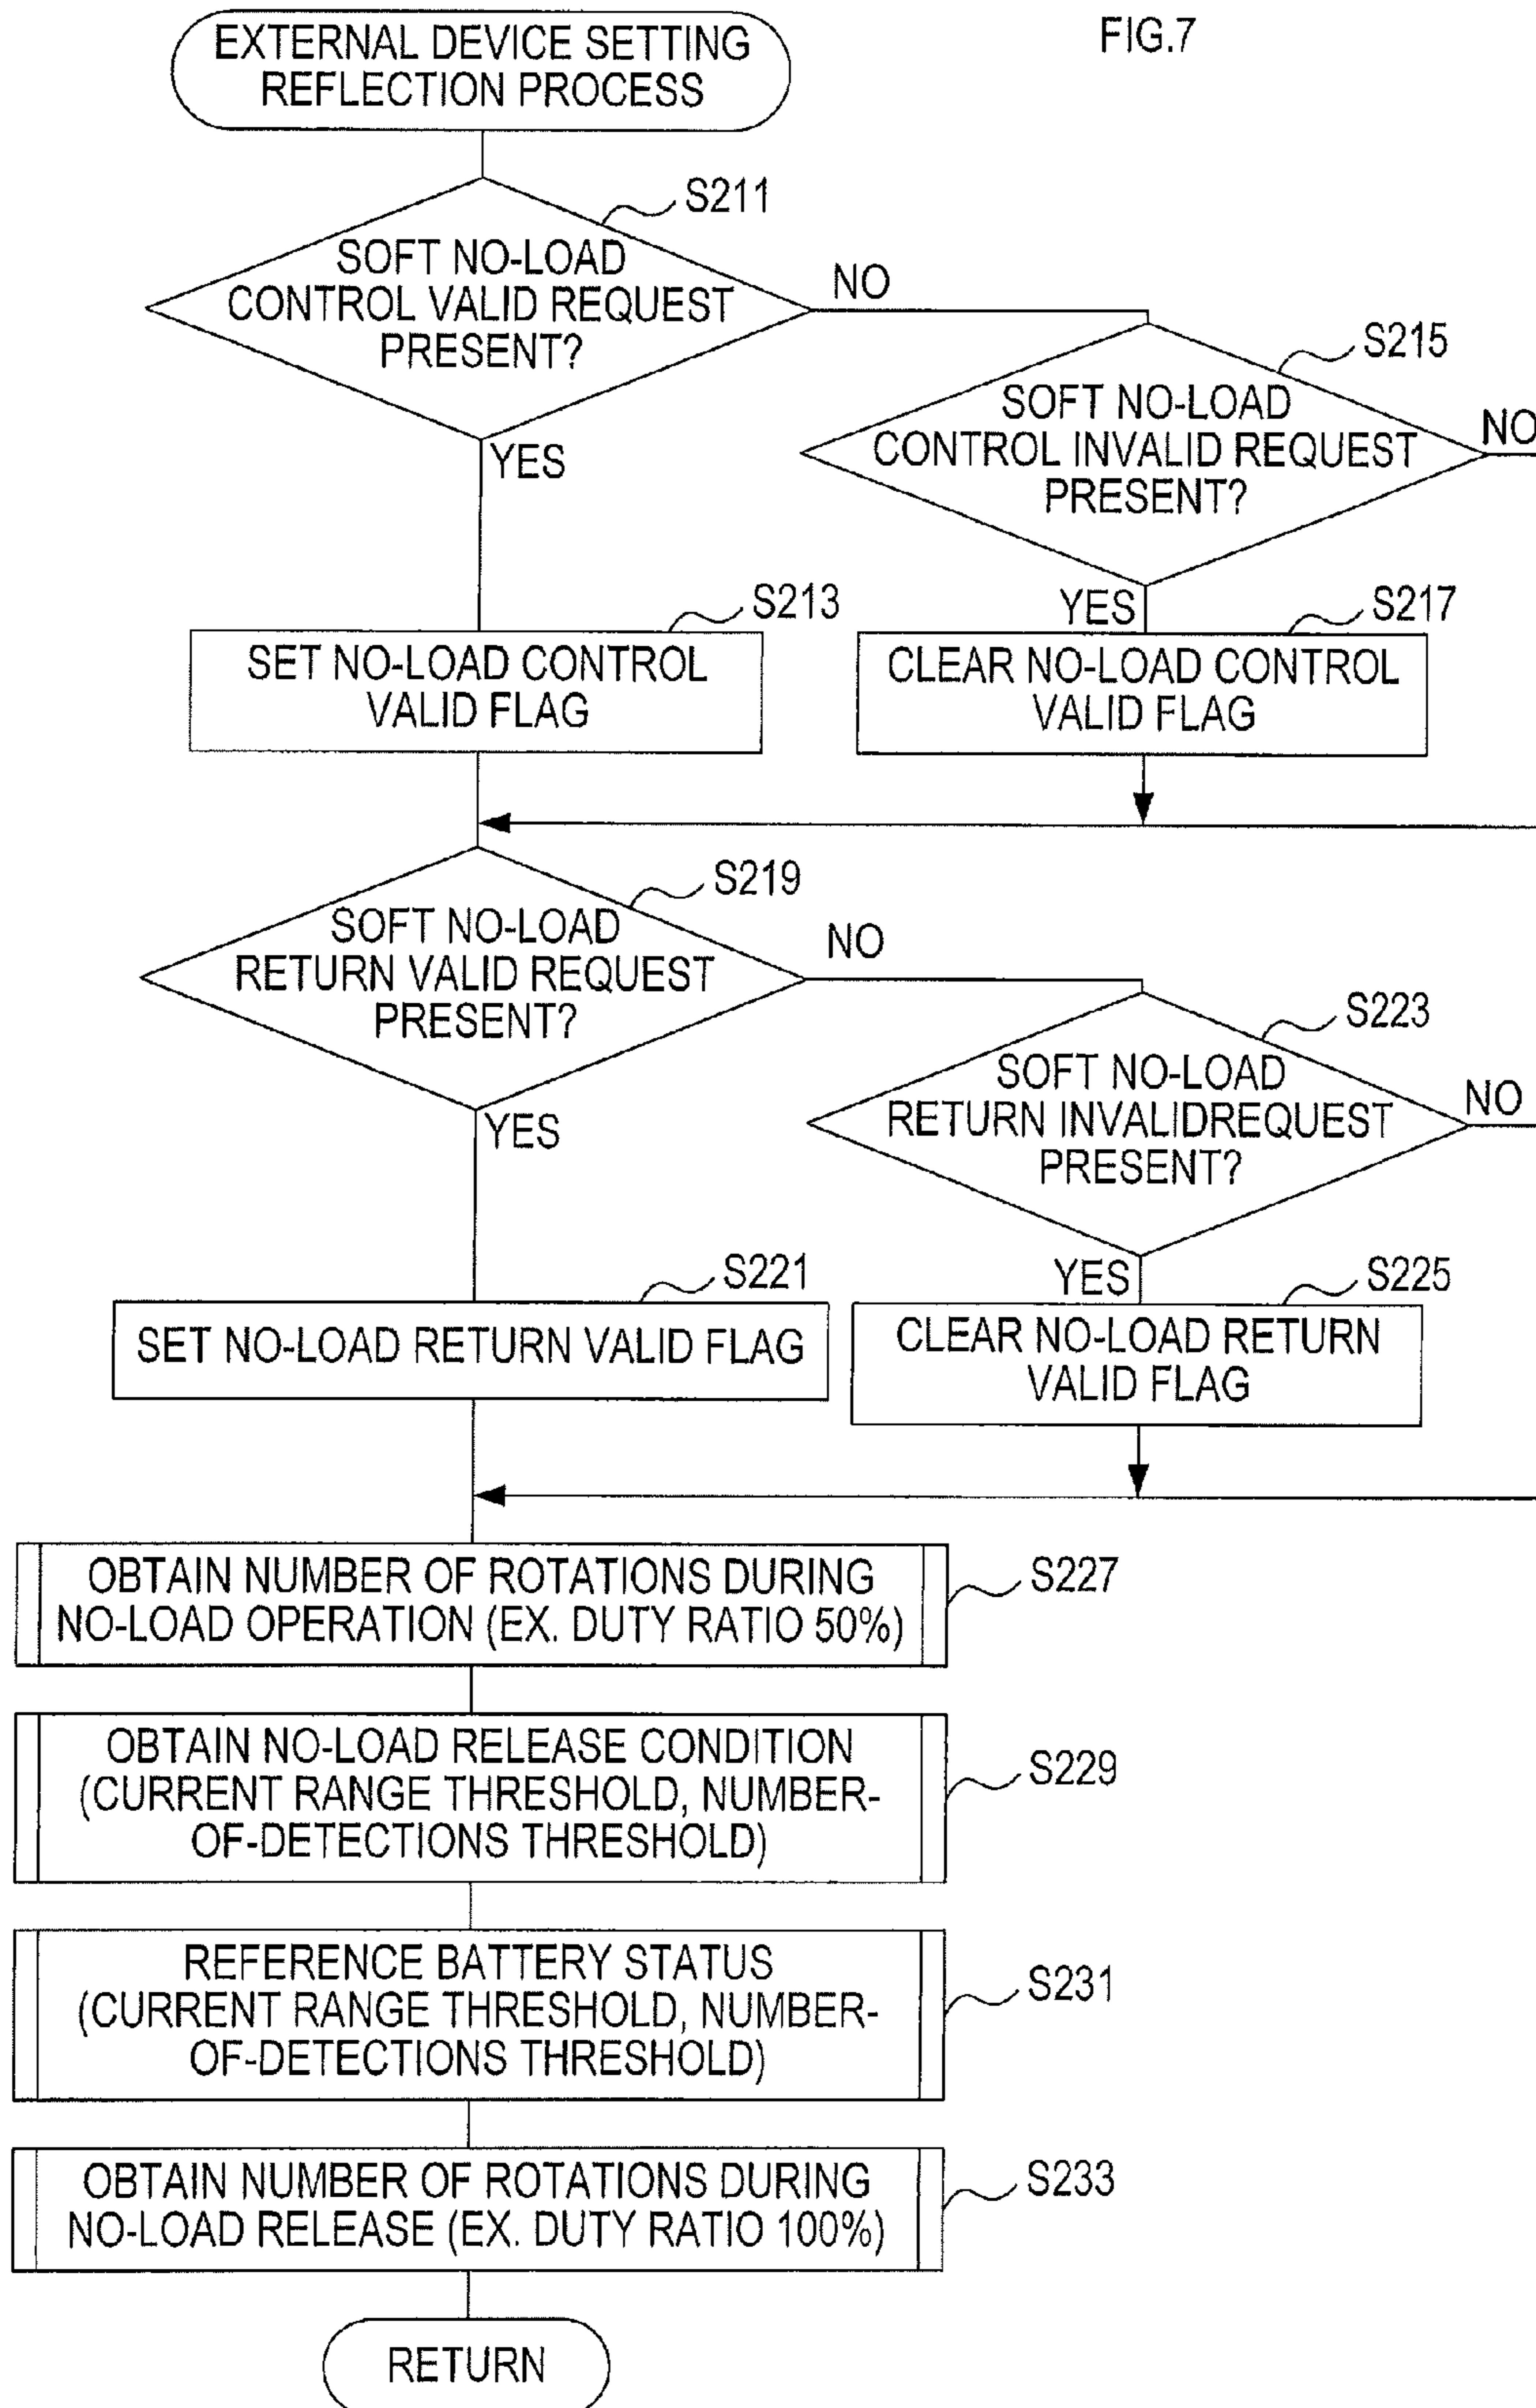 FIG.7
EXTERNAL DEVICE SETTING
REFLECTION PROCESS
S211
SOFT NO-LOAD
CONTROL VALID REQUEST
PRESENT?
NO
YES
S215
SOFT NO-LOAD
CONTROL INVALID REQUEST
PRESENT?
NO
YES
S213
SET NO-LOAD CONTROL
VALID FLAG
S217
CLEAR NO-LOAD CONTROL
VALID FLAG
S219
SOFT NO-LOAD
RETURN VALID REQUEST
PRESENT?
NO
YES
S223
SOFT NO-LOAD
RETURN INVALIDREQUEST
PRESENT?
NO
YES
S221
SET NO-LOAD RETURN VALID FLAG
S225
CLEAR NO-LOAD RETURN
VALID FLAG
OBTAIN NUMBER OF ROTATIONS DURING
NO-LOAD OPERATION (EX. DUTY RATIO 50%)
S227
OBTAIN NO-LOAD RELEASE CONDITION
(CURRENT RANGE THRESHOLD, NUMBER-
OF-DETECTIONS THRESHOLD)
S229
REFERENCE BATTERY STATUS
(CURRENT RANGE THRESHOLD, NUMBER-
OF-DETECTIONS THRESHOLD)
S231
OBTAIN NUMBER OF ROTATIONS DURING
NO-LOAD RELEASE (EX. DUTY RATIO 100%)
S233
RETURN